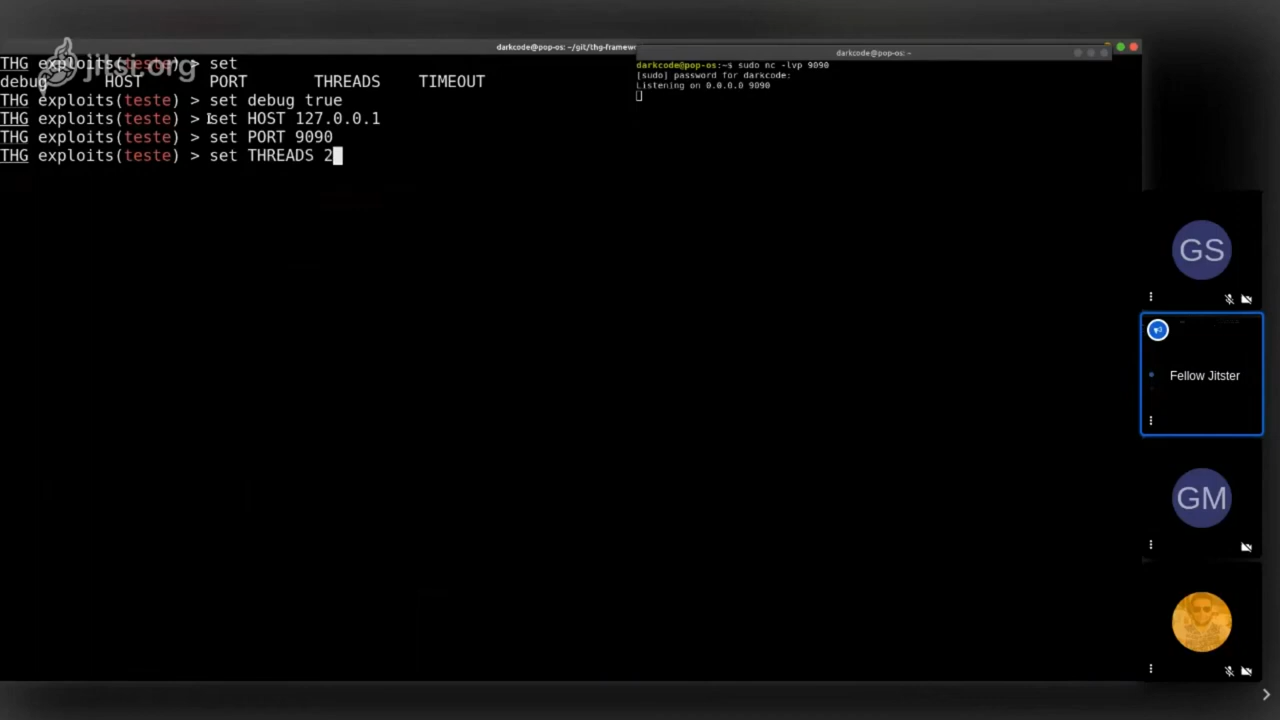 darkcode@pop-os: ~/git/thg-framewo
jitsi.org
THG exploits(teste) > set
debug HOST PORT THREADS TIMEOUT
THG exploits(teste) > set debug true
THG exploits(teste) > set HOST 127.0.0.1
THG exploits(teste) > set PORT 9090
THG exploits(teste) > set THREADS 2
darkcode@pop-os: ~
darkcode@pop-os:~$ sudo nc -lvp 9090
[sudo] password for darkcode:
Listening on 0.0.0.0 9090
GS
Fellow Jitster
GM